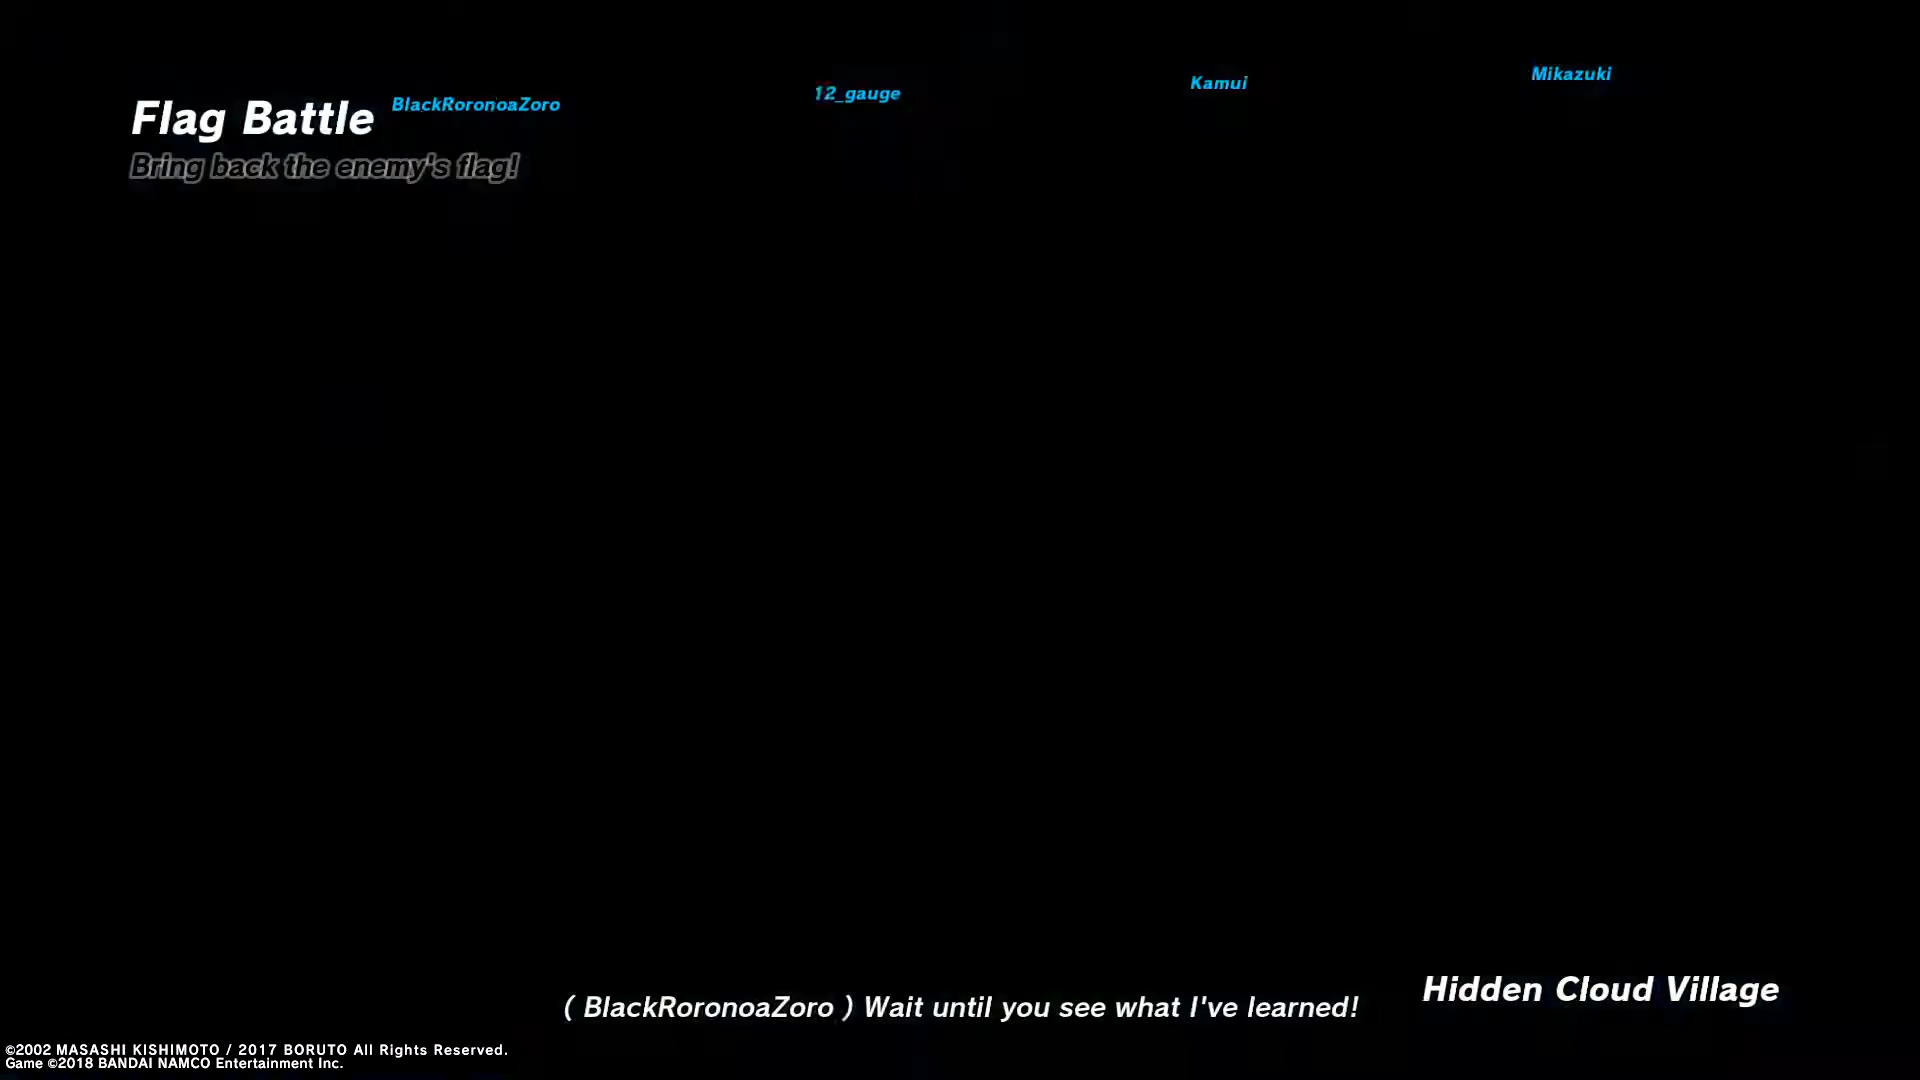 Flag Battle
BlackRoronoaZoro
12_gauge
Kamui
Mikazuki
Bring back the enemy's flag!
( BlackRoronoaZoro ) Wait until you see what I've learned!
Hidden Cloud Village
©2002 MASASHI KISHIMOTO / 2017 BORUTO All Rights Reserved.
Game ©2018 BANDAI NAMCO Entertainment Inc.